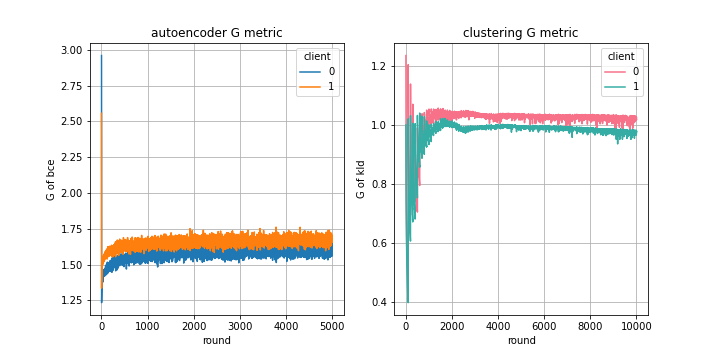 autoencoder G metric
G of bce
3.00
2.75
2.50
2.25
2.00
1.75
1.50
1.25
client
0
1
0 1000 2000 3000 4000 5000
round
clustering G metric
G of kld
1.2
1.0
0.8
0.6
0.4
client
0
1
0 2000 4000 6000 8000 10000
round